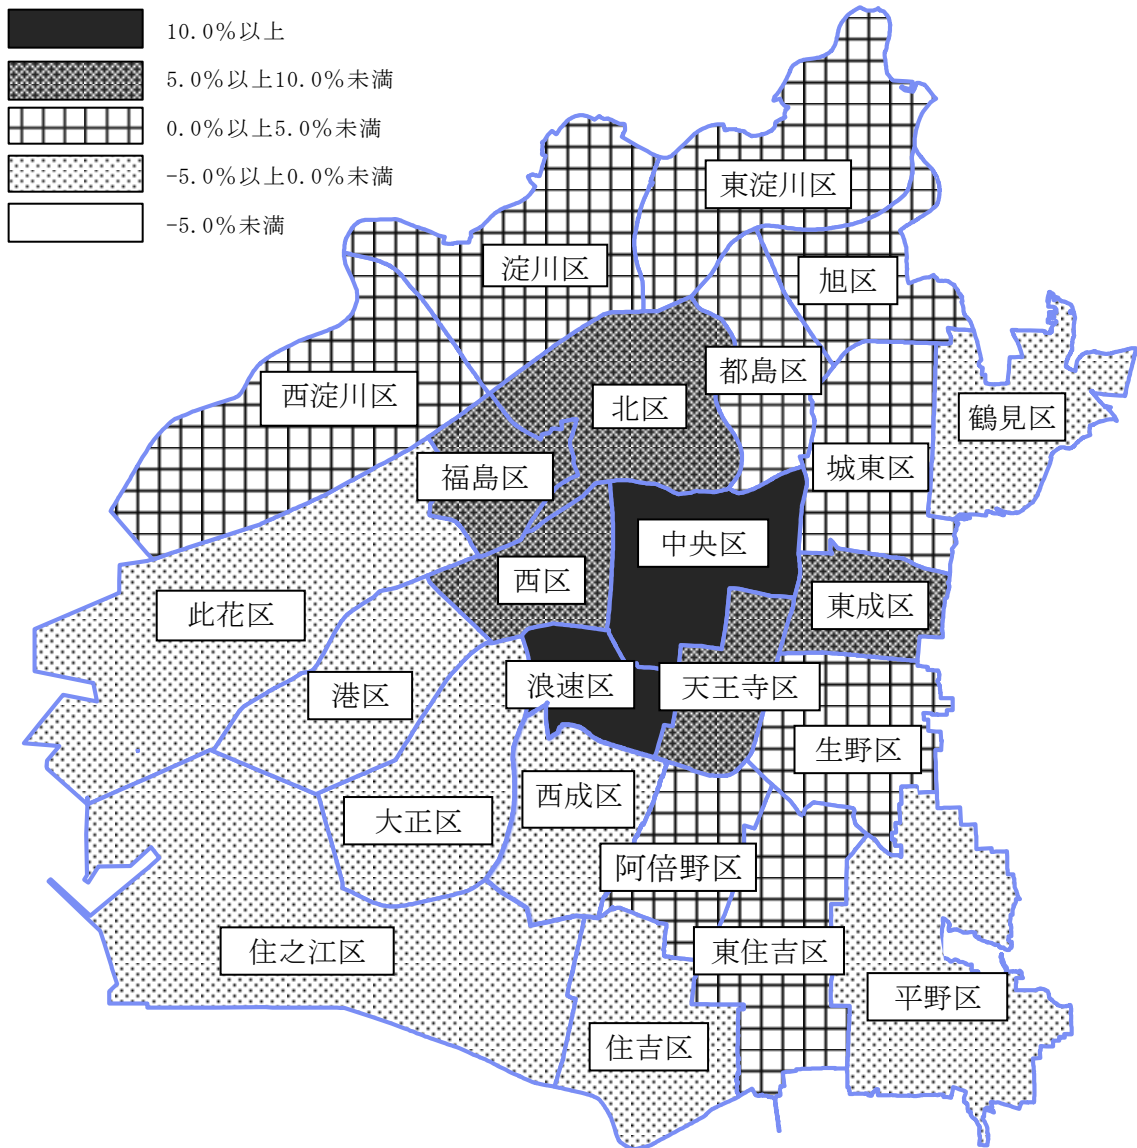 10.0%以上
5.0%以上10.0%未満
0.0%以上5.0%未満
-5.0%以上0.0%未満
-5.0%未満
東淀川区
淀川区
旭区
都島区
西淀川区
北区
鶴見区
福島区
城東区
中央区
西区
東成区
此花区
浪速区
天王寺区
港区
生野区
西成区
大正区
阿倍野区
住之江区
東住吉区
平野区
住吉区